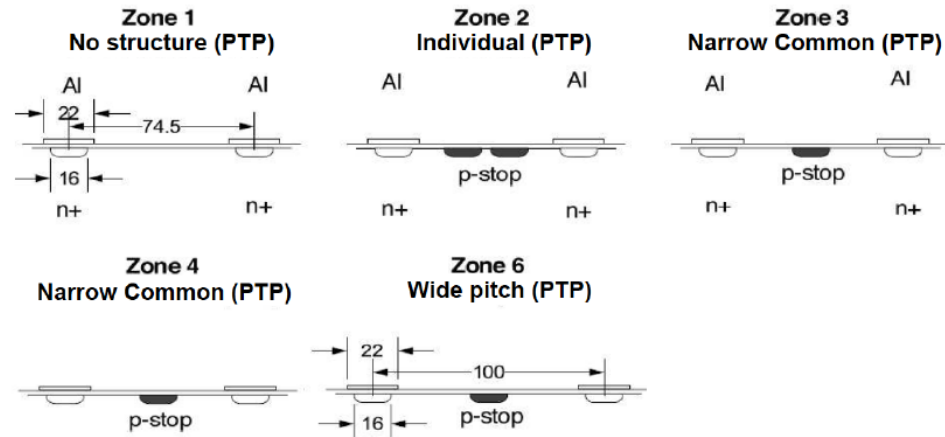 Zone 1
No structure (PTP)
Al
Al
22
74.5
16
n+
n+
Zone 2
Individual (PTP)
Al
Al
p-stop
n+
n+
Zone 3
Narrow Common (PTP)
Al
Al
p-stop
n+
n+
Zone 4
Narrow Common (PTP)
p-stop
Zone 6
Wide pitch (PTP)
22
100
16
p-stop